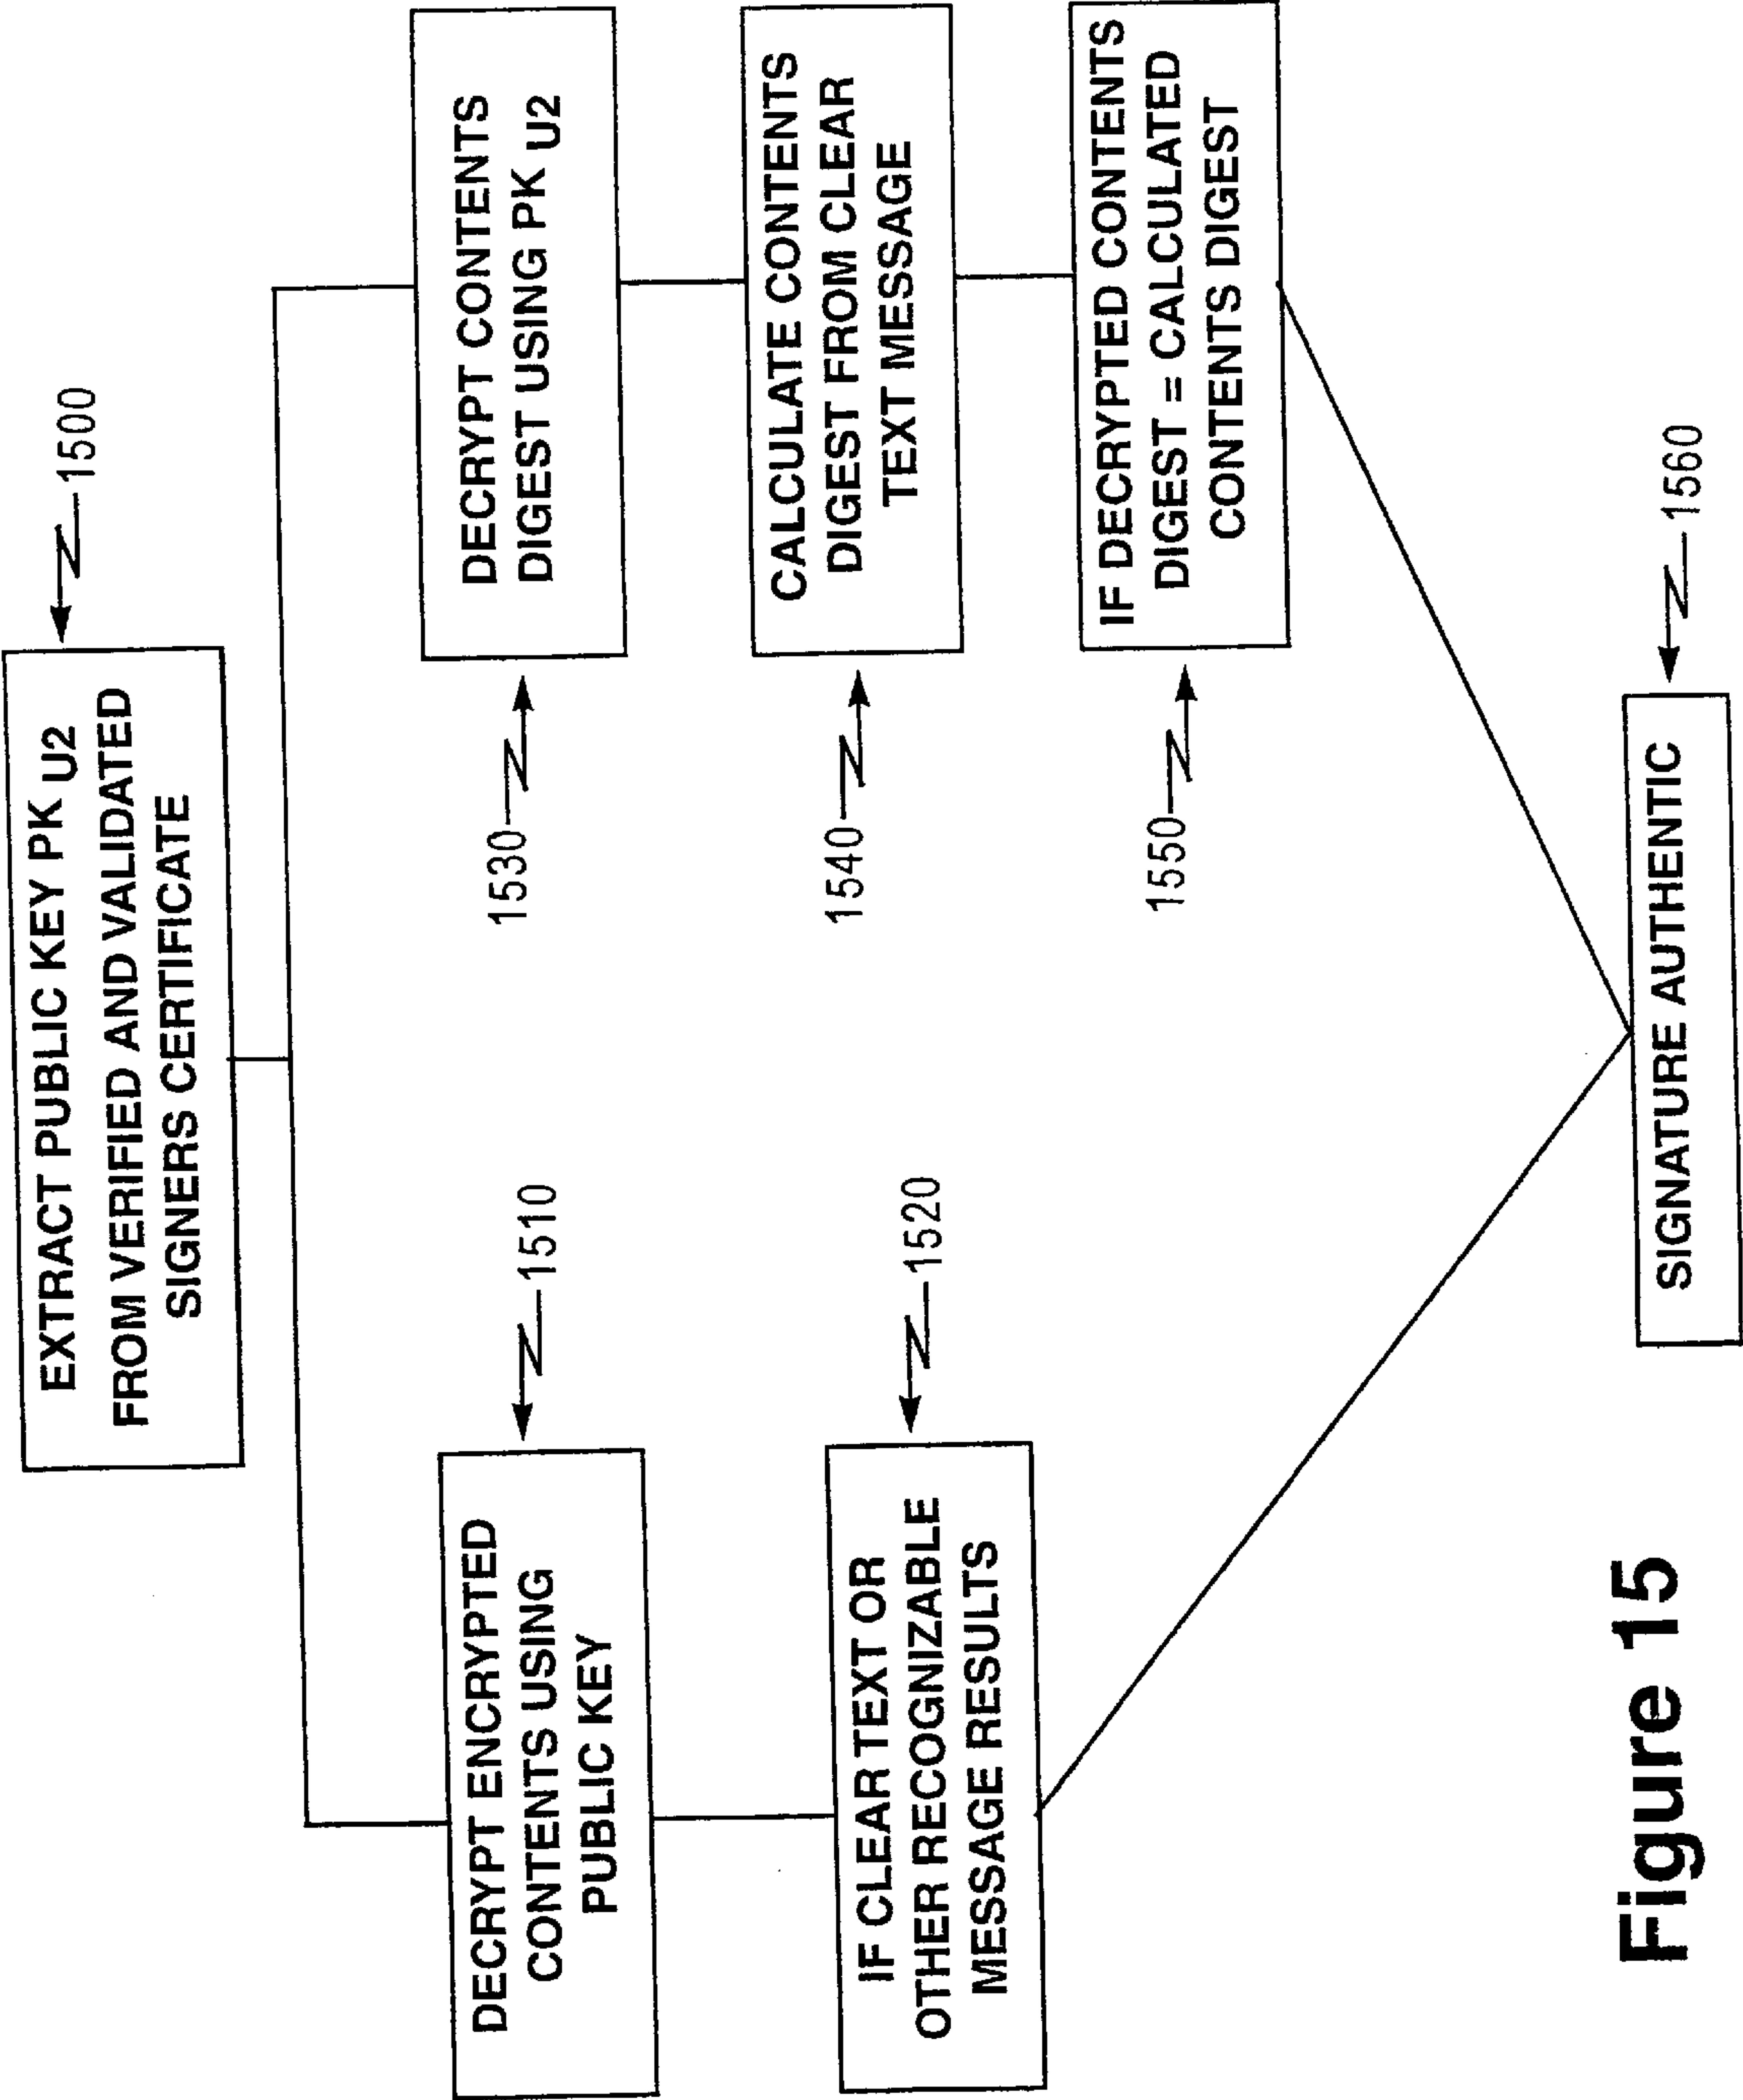 EXTRACT PUBLIC KEY PK U2
FROM VERIFIED AND VALIDATED
SIGNERS CERTIFICATE
1500
DECRYPT ENCRYPTED
CONTENTS USING
PUBLIC KEY
1510
IF CLEAR TEXT OR
OTHER RECOGNIZABLE
MESSAGE RESULTS
1520
1530
DECRYPT CONTENTS
DIGEST USING PK U2
1540
CALCULATE CONTENTS
DIGEST FROM CLEAR
TEXT MESSAGE
1550
IF DECRYPTED CONTENTS
DIGEST = CALCULATED
CONTENTS DIGEST
SIGNATURE AUTHENTIC
1560
Figure 15